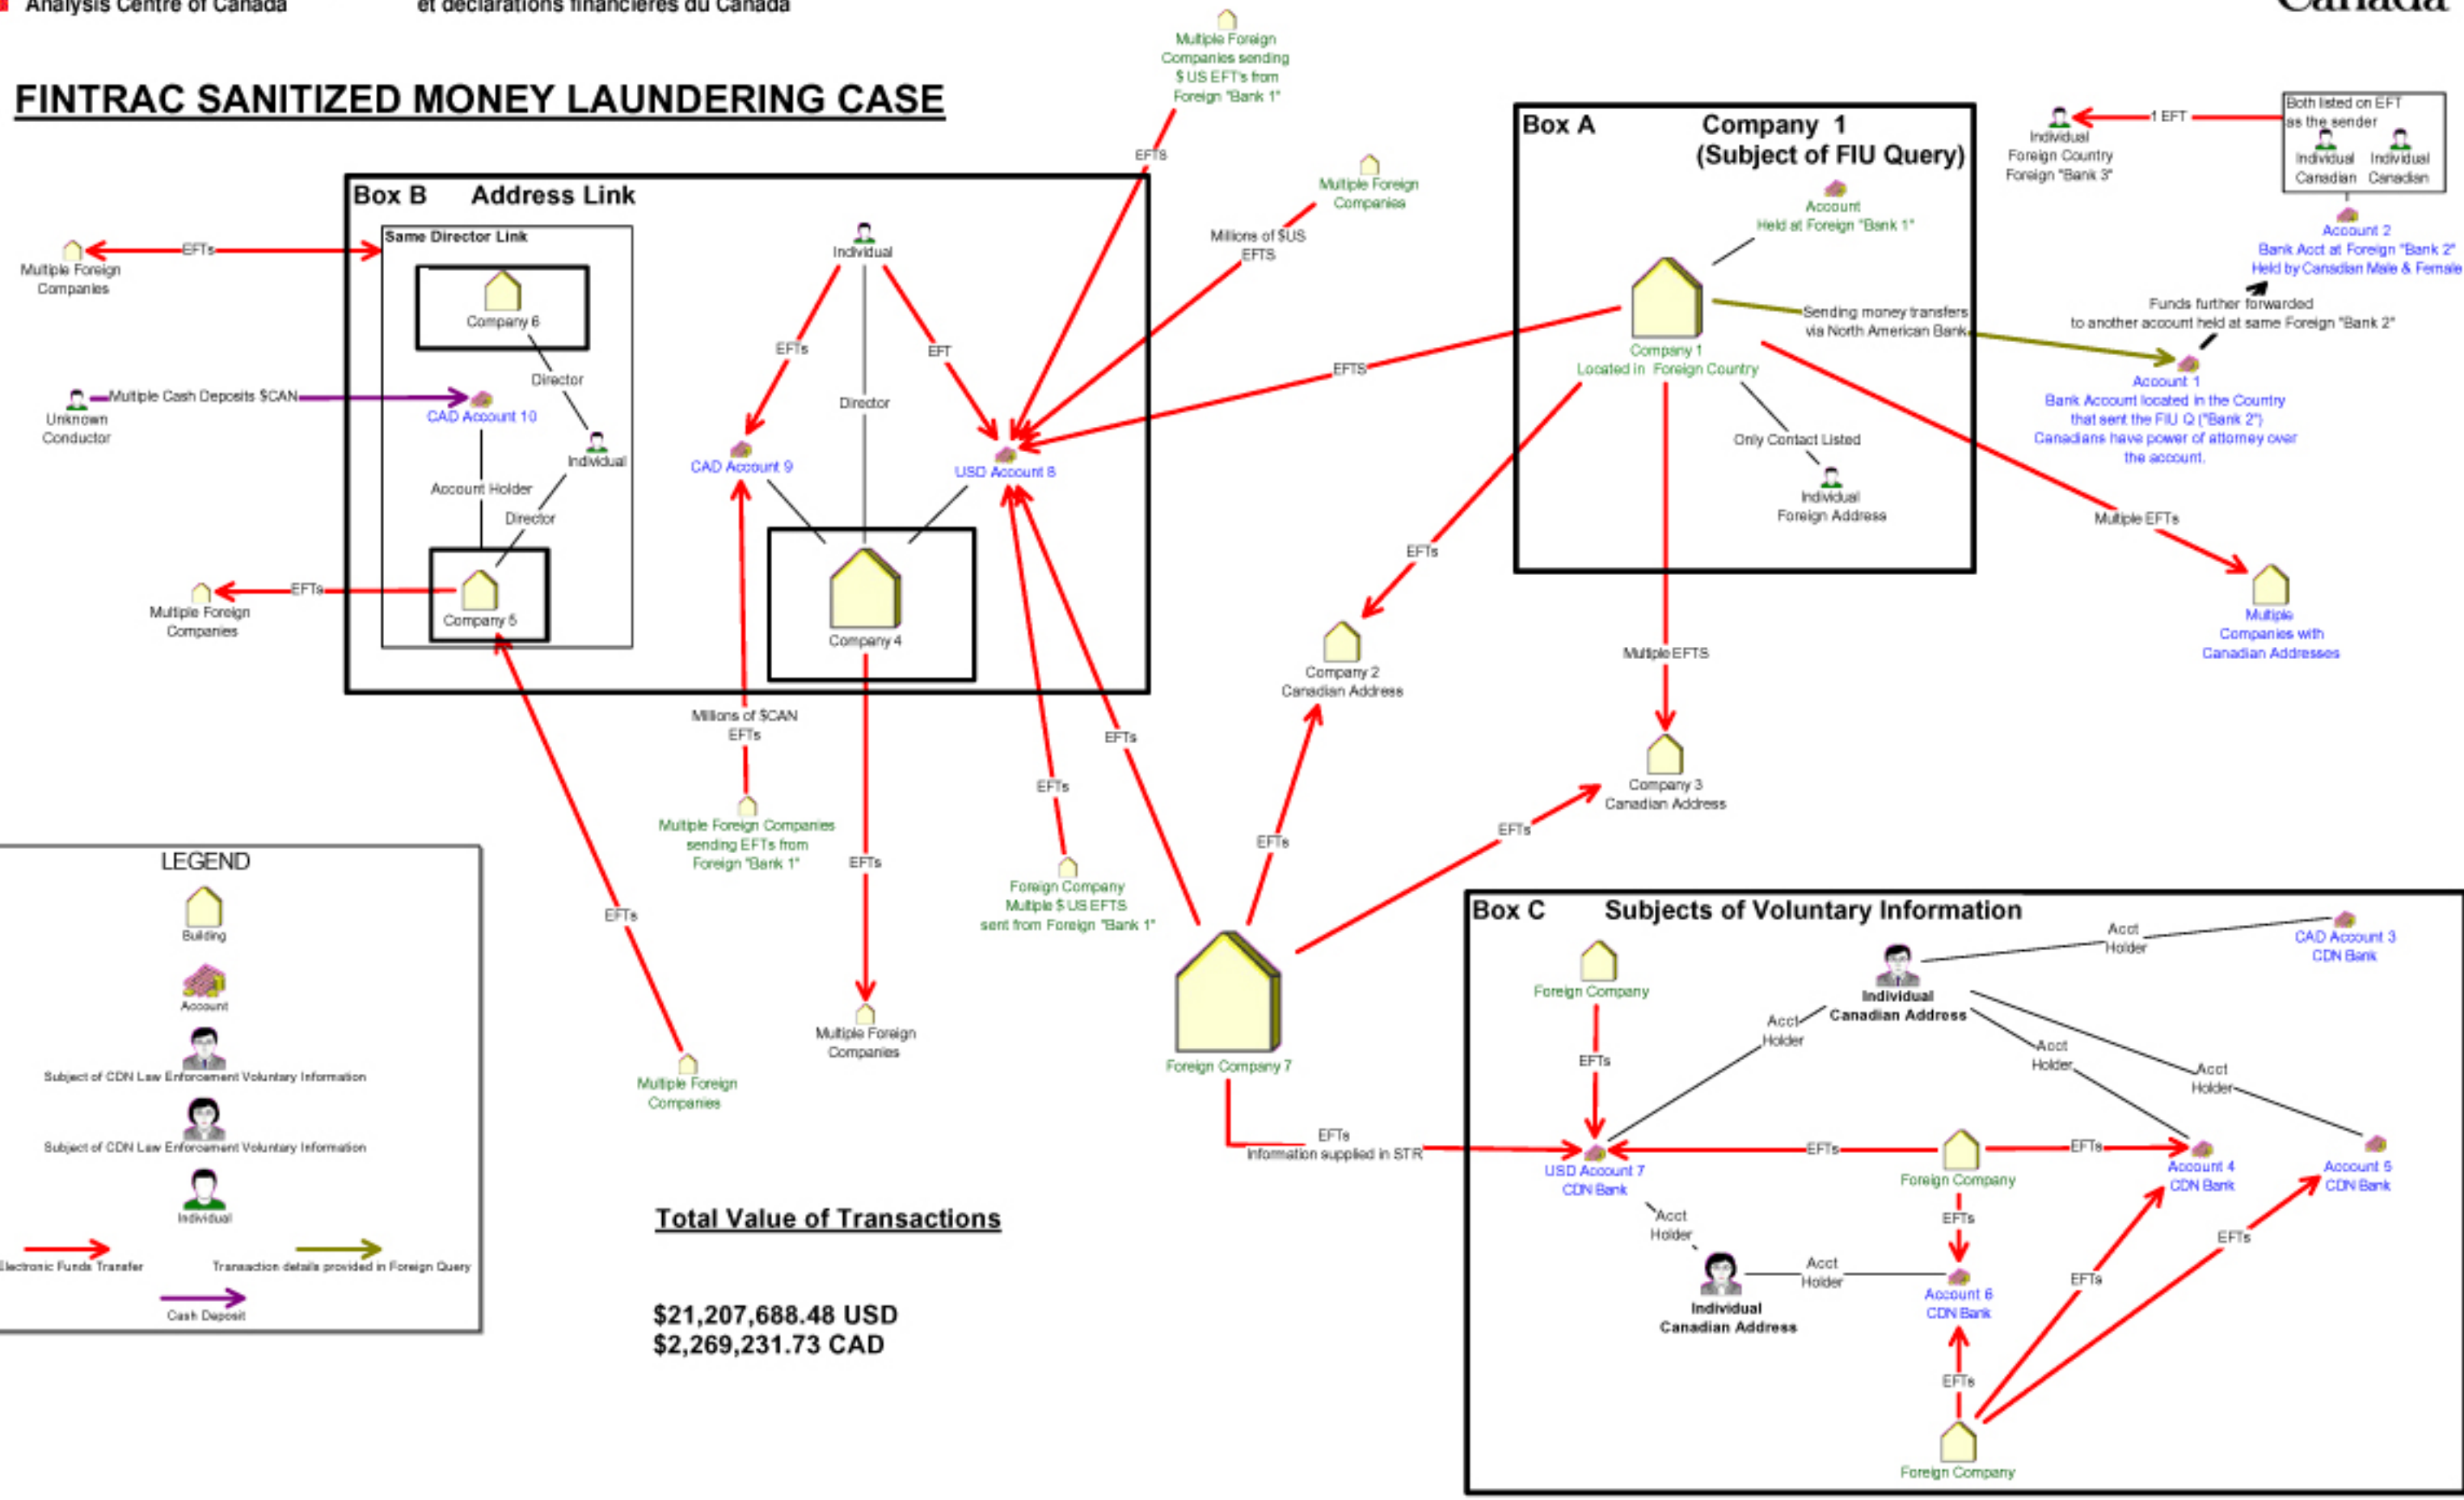 Analysis Centre of Canada
et déclarations financières du Canada
Canada
FINTRAC SANITIZED MONEY LAUNDERING CASE
Multiple Foreign
Companies sending
$ US EFT's from
Foreign "Bank 1"
EFTS
Multiple Foreign
Companies
Millions of $US
EFTS
Box B Address Link
Same Director Link
Multiple Foreign
Companies
EFTs
Company 6
Director
Individual
Unknown
Conductor
Multiple Cash Deposits $CAN
CAD Account 10
Account Holder
Director
Company 5
EFTs
Multiple Foreign
Companies
Individual
EFTs
EFT
Director
CAD Account 9
USD Account 8
Company 4
Box A Company 1
(Subject of FIU Query)
Account
Held at Foreign "Bank 1"
Company 1
Located in Foreign Country
Sending money transfers
via North American Bank
Only Contact Listed
Individual
Foreign Address
EFTS
EFTs
Multiple EFTS
Multiple EFTs
Individual
Foreign Country
Foreign "Bank 3"
1 EFT
Both listed on EFT
as the sender
Individual
Canadian
Individual
Canadian
Account 2
Bank Acct at Foreign "Bank 2"
Held by Canadian Male & Female
Funds further forwarded
to another account held at same Foreign "Bank 2"
Account 1
Bank Account located in the Country
that sent the FIU Q ("Bank 2")
Canadians have power of attorney over
the account.
Multiple
Companies with
Canadian Addresses
Company 2
Canadian Address
Company 3
Canadian Address
Millions of $CAN
EFTs
Multiple Foreign Companies
sending EFTs from
Foreign "Bank 1"
EFTs
Multiple Foreign
Companies
EFTs
Multiple Foreign
Companies
EFTs
Foreign Company
Multiple $ US EFTS
sent from Foreign "Bank 1"
EFTs
EFTs
EFTs
Foreign Company 7
EFTs
Information supplied in STR
LEGEND
Building
Account
Subject of CDN Law Enforcement Voluntary Information
Subject of CDN Law Enforcement Voluntary Information
Individual
lectronic Funds Transfer
Transaction details provided in Foreign Query
Cash Deposit
Total Value of Transactions
$21,207,688.48 USD
$2,269,231.73 CAD
Box C Subjects of Voluntary Information
Foreign Company
EFTs
Individual
Canadian Address
Acct
Holder
CAD Account 3
CDN Bank
Acct
Holder
Acct
Holder
Acct
Holder
USD Account 7
CDN Bank
EFTs
Foreign Company
EFTs
Account 4
CDN Bank
Account 5
CDN Bank
Acct
Holder
EFTs
Individual
Canadian Address
Acct
Holder
Account 6
CDN Bank
EFTs
EFTs
EFTs
Foreign Company